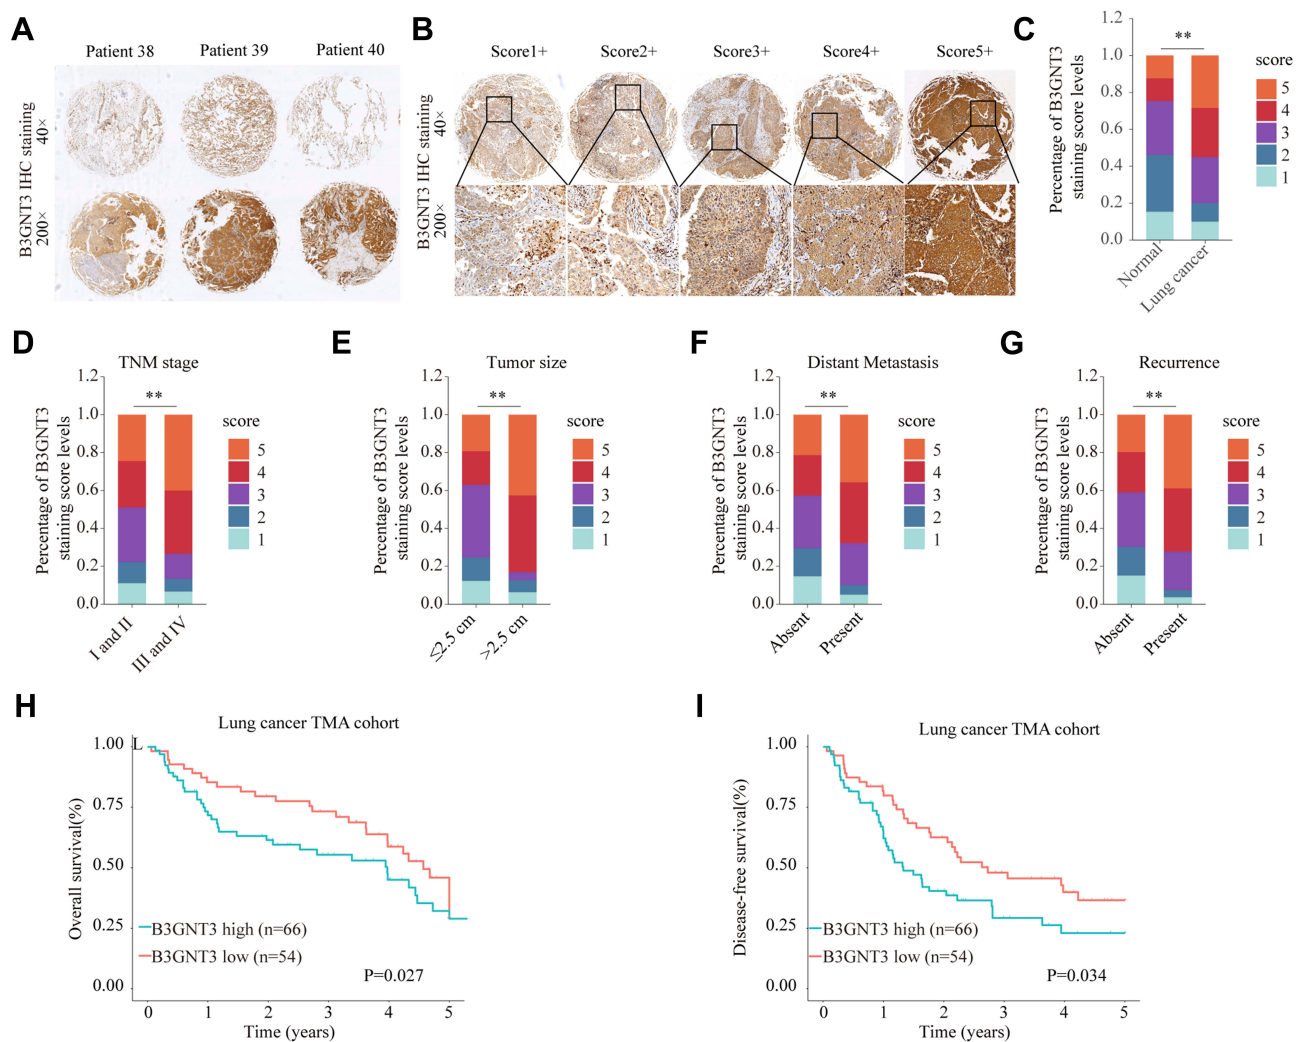 A
Patient 38 Patient 39 Patient 40
B3GNT3 IHC staining
40×
200×
B
Score1+ Score2+ Score3+ Score4+ Score5+
B3GNT3 IHC staining
40×
200×
C
Percentage of B3GNT3
staining score levels
1.2
1.0
0.8
0.6
0.4
0.2
0.0
**
Normal
Lung cancer
score
5
4
3
2
1
D
TNM stage
Percentage of B3GNT3
staining score levels
1.2
1.0
0.8
0.6
0.4
0.2
0.0
**
I and II
III and IV
score
5
4
3
2
1
E
Tumor size
Percentage of B3GNT3
staining score levels
1.2
1.0
0.8
0.6
0.4
0.2
0.0
**
≤2.5 cm
>2.5 cm
score
5
4
3
2
1
F
Distant Metastasis
Percentage of B3GNT3
staining score levels
1.2
1.0
0.8
0.6
0.4
0.2
0.0
**
Absent
Present
score
5
4
3
2
1
G
Recurrence
Percentage of B3GNT3
staining score levels
1.2
1.0
0.8
0.6
0.4
0.2
0.0
**
Absent
Present
score
5
4
3
2
1
H
Lung cancer TMA cohort
L
Overall survival(%)
1.00
0.75
0.50
0.25
0.00
B3GNT3 high (n=66)
B3GNT3 low (n=54)
P=0.027
0 1 2 3 4 5
Time (years)
I
Lung cancer TMA cohort
Disease-free survival(%)
1.00
0.75
0.50
0.25
0.00
B3GNT3 high (n=66)
B3GNT3 low (n=54)
P=0.034
0 1 2 3 4 5
Time (years)